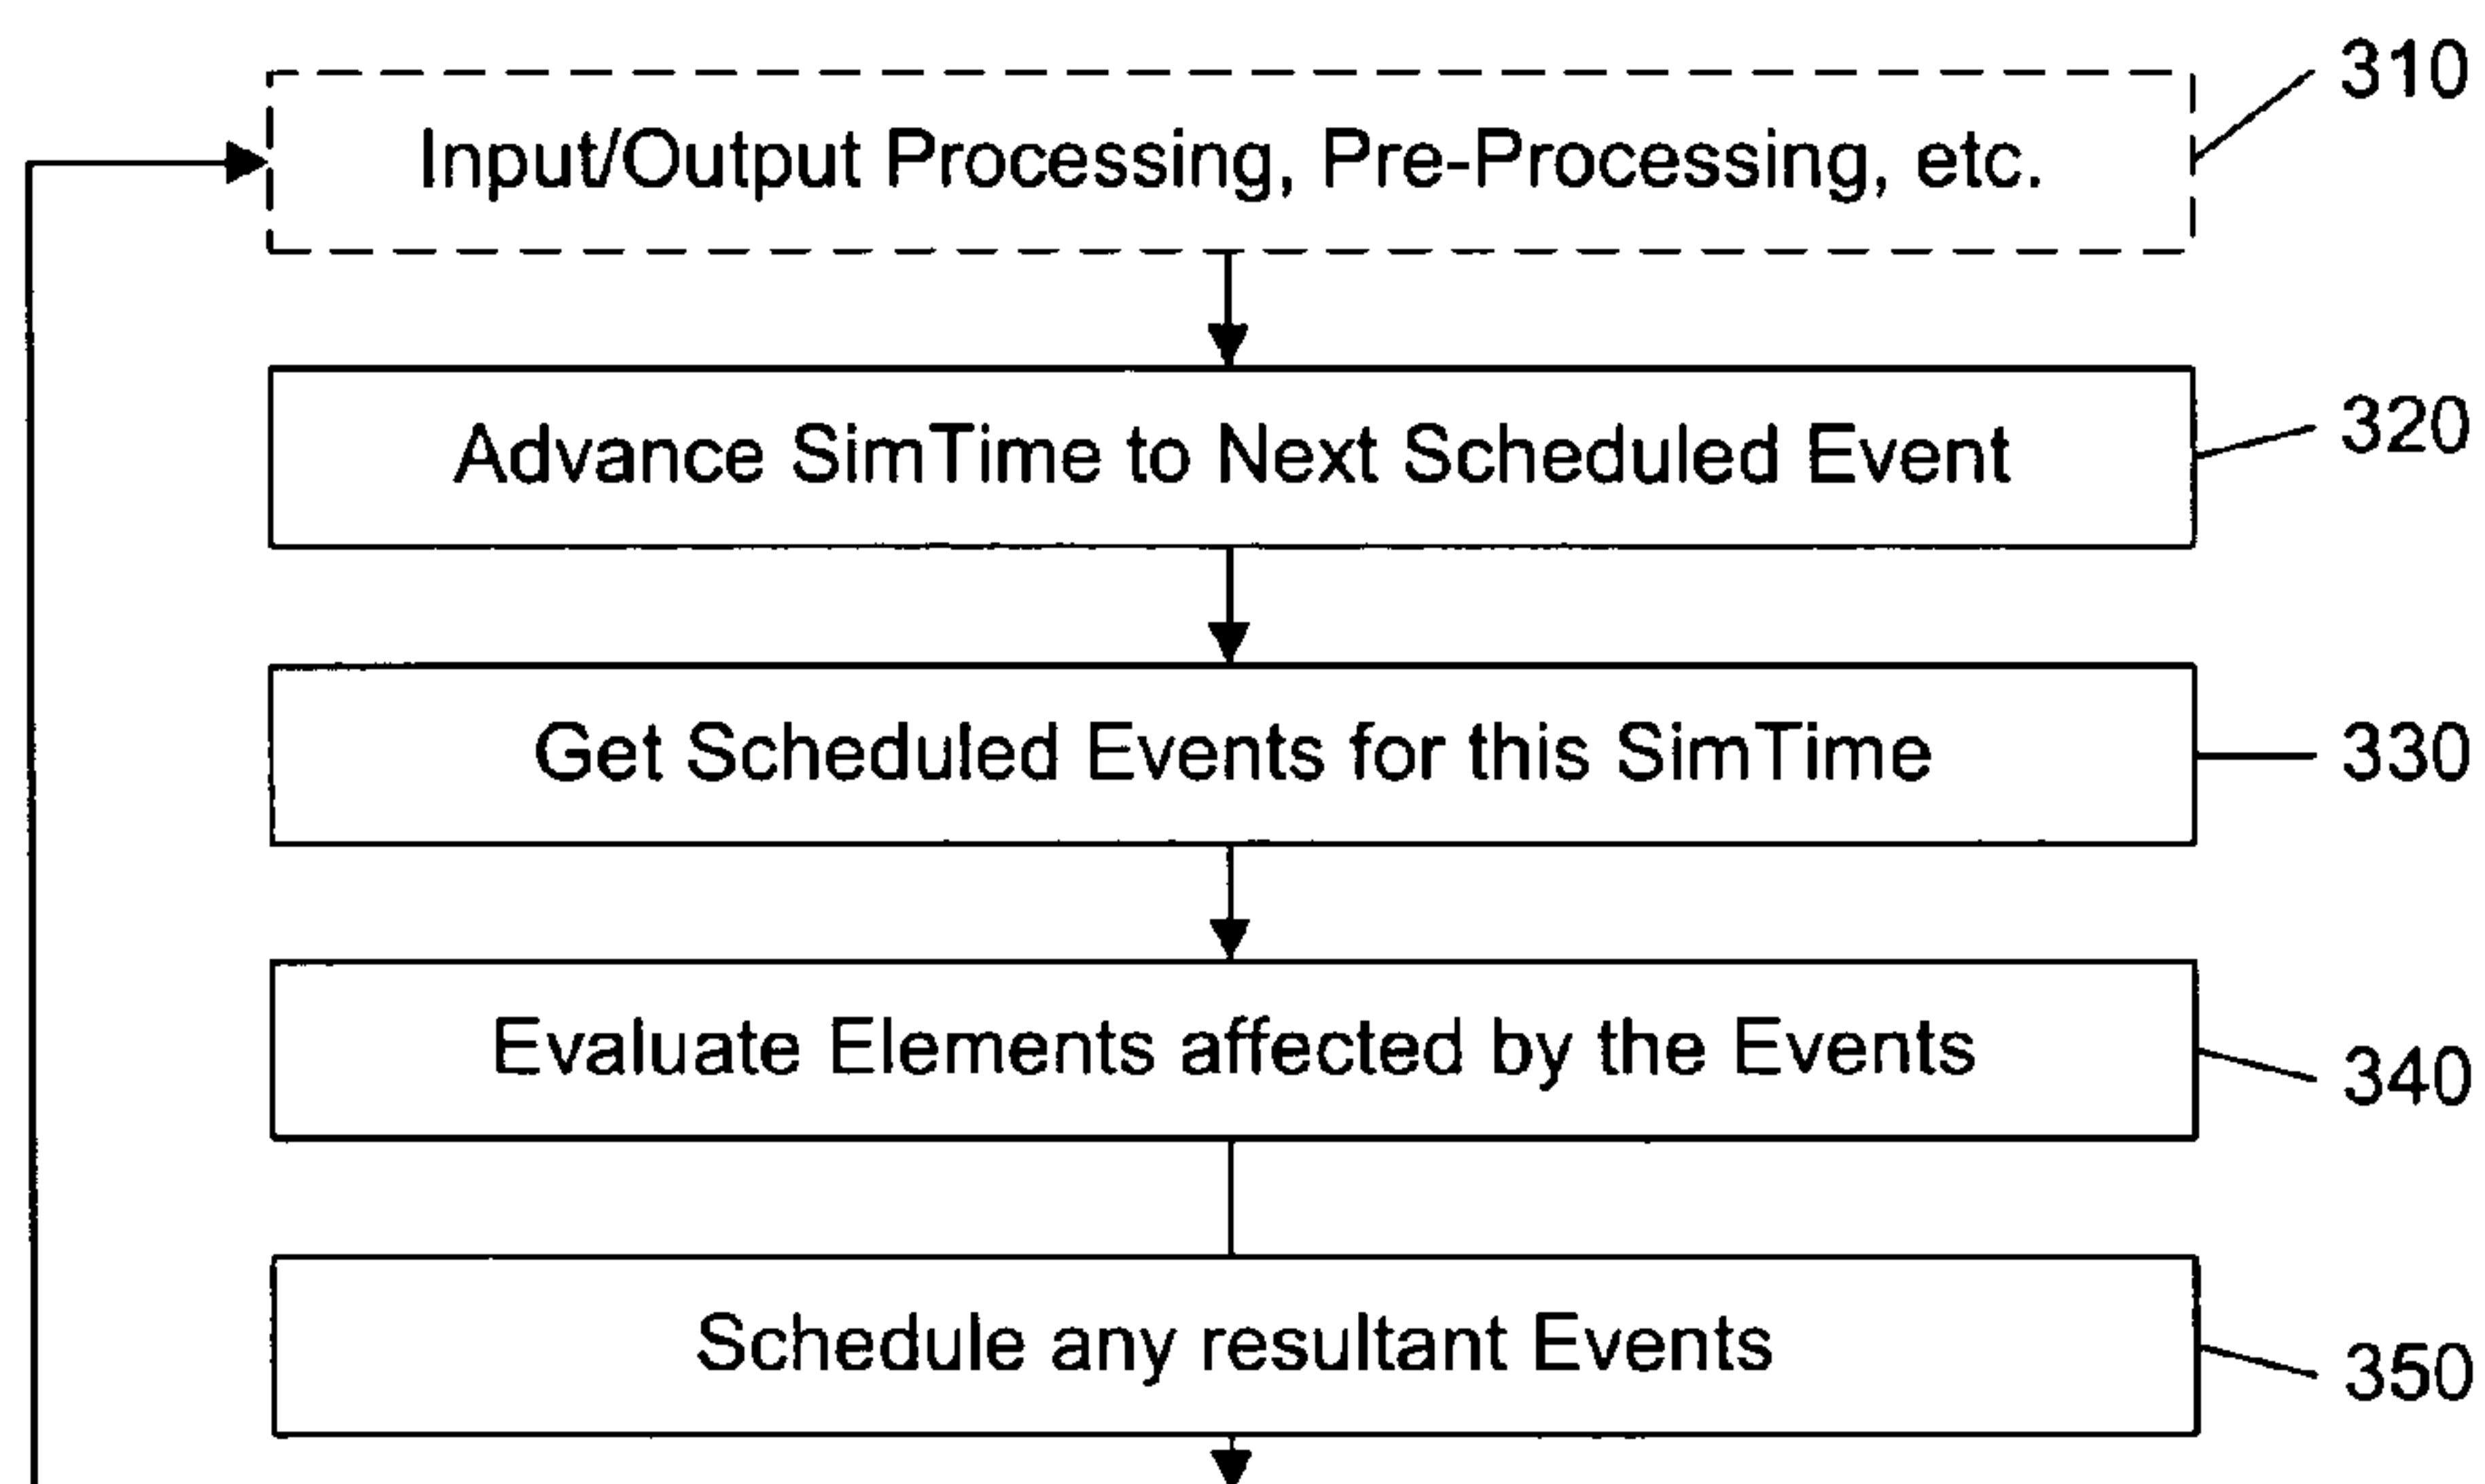 310
Input/Output Processing, Pre-Processing, etc.
320
Advance SimTime to Next Scheduled Event
Get Scheduled Events for this SimTime
330
Evaluate Elements affected by the Events
340
Schedule any resultant Events
350